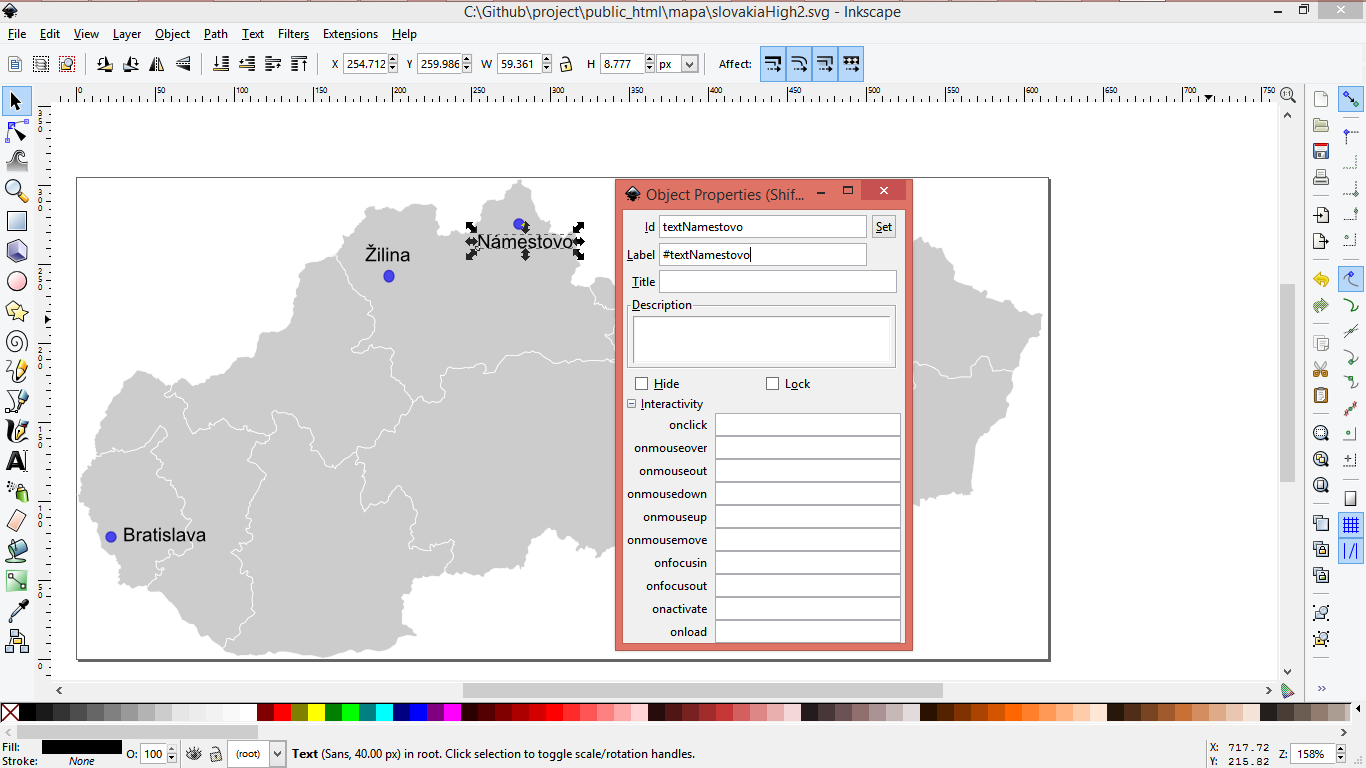 C:\Github\project\public_html\mapa\slovakiaHigh2.svg - Inkscape
File Edit View Layer Object Path Text Filters Extensions Help
X 254.712 Y 259.986 W 59.361 H 8.777 px Affect:
0 50 100 150 200 250 300 350 400 450 500 550 600 650 700 750
Object Properties (Shif...
Id textNamestovo Set
Label #textNamestovo
Title
Description
Hide Lock
Interactivity
onclick
onmouseover
onmouseout
onmousedown
onmouseup
onmousemove
onfocusin
onfocusout
onactivate
onload
Námestovo
Žilina
Bratislava
Fill:
Stroke: None
O: 100
(root)
Text (Sans, 40.00 px) in root. Click selection to toggle scale/rotation handles.
X: 717.72
Y: 215.82
Z: 158%